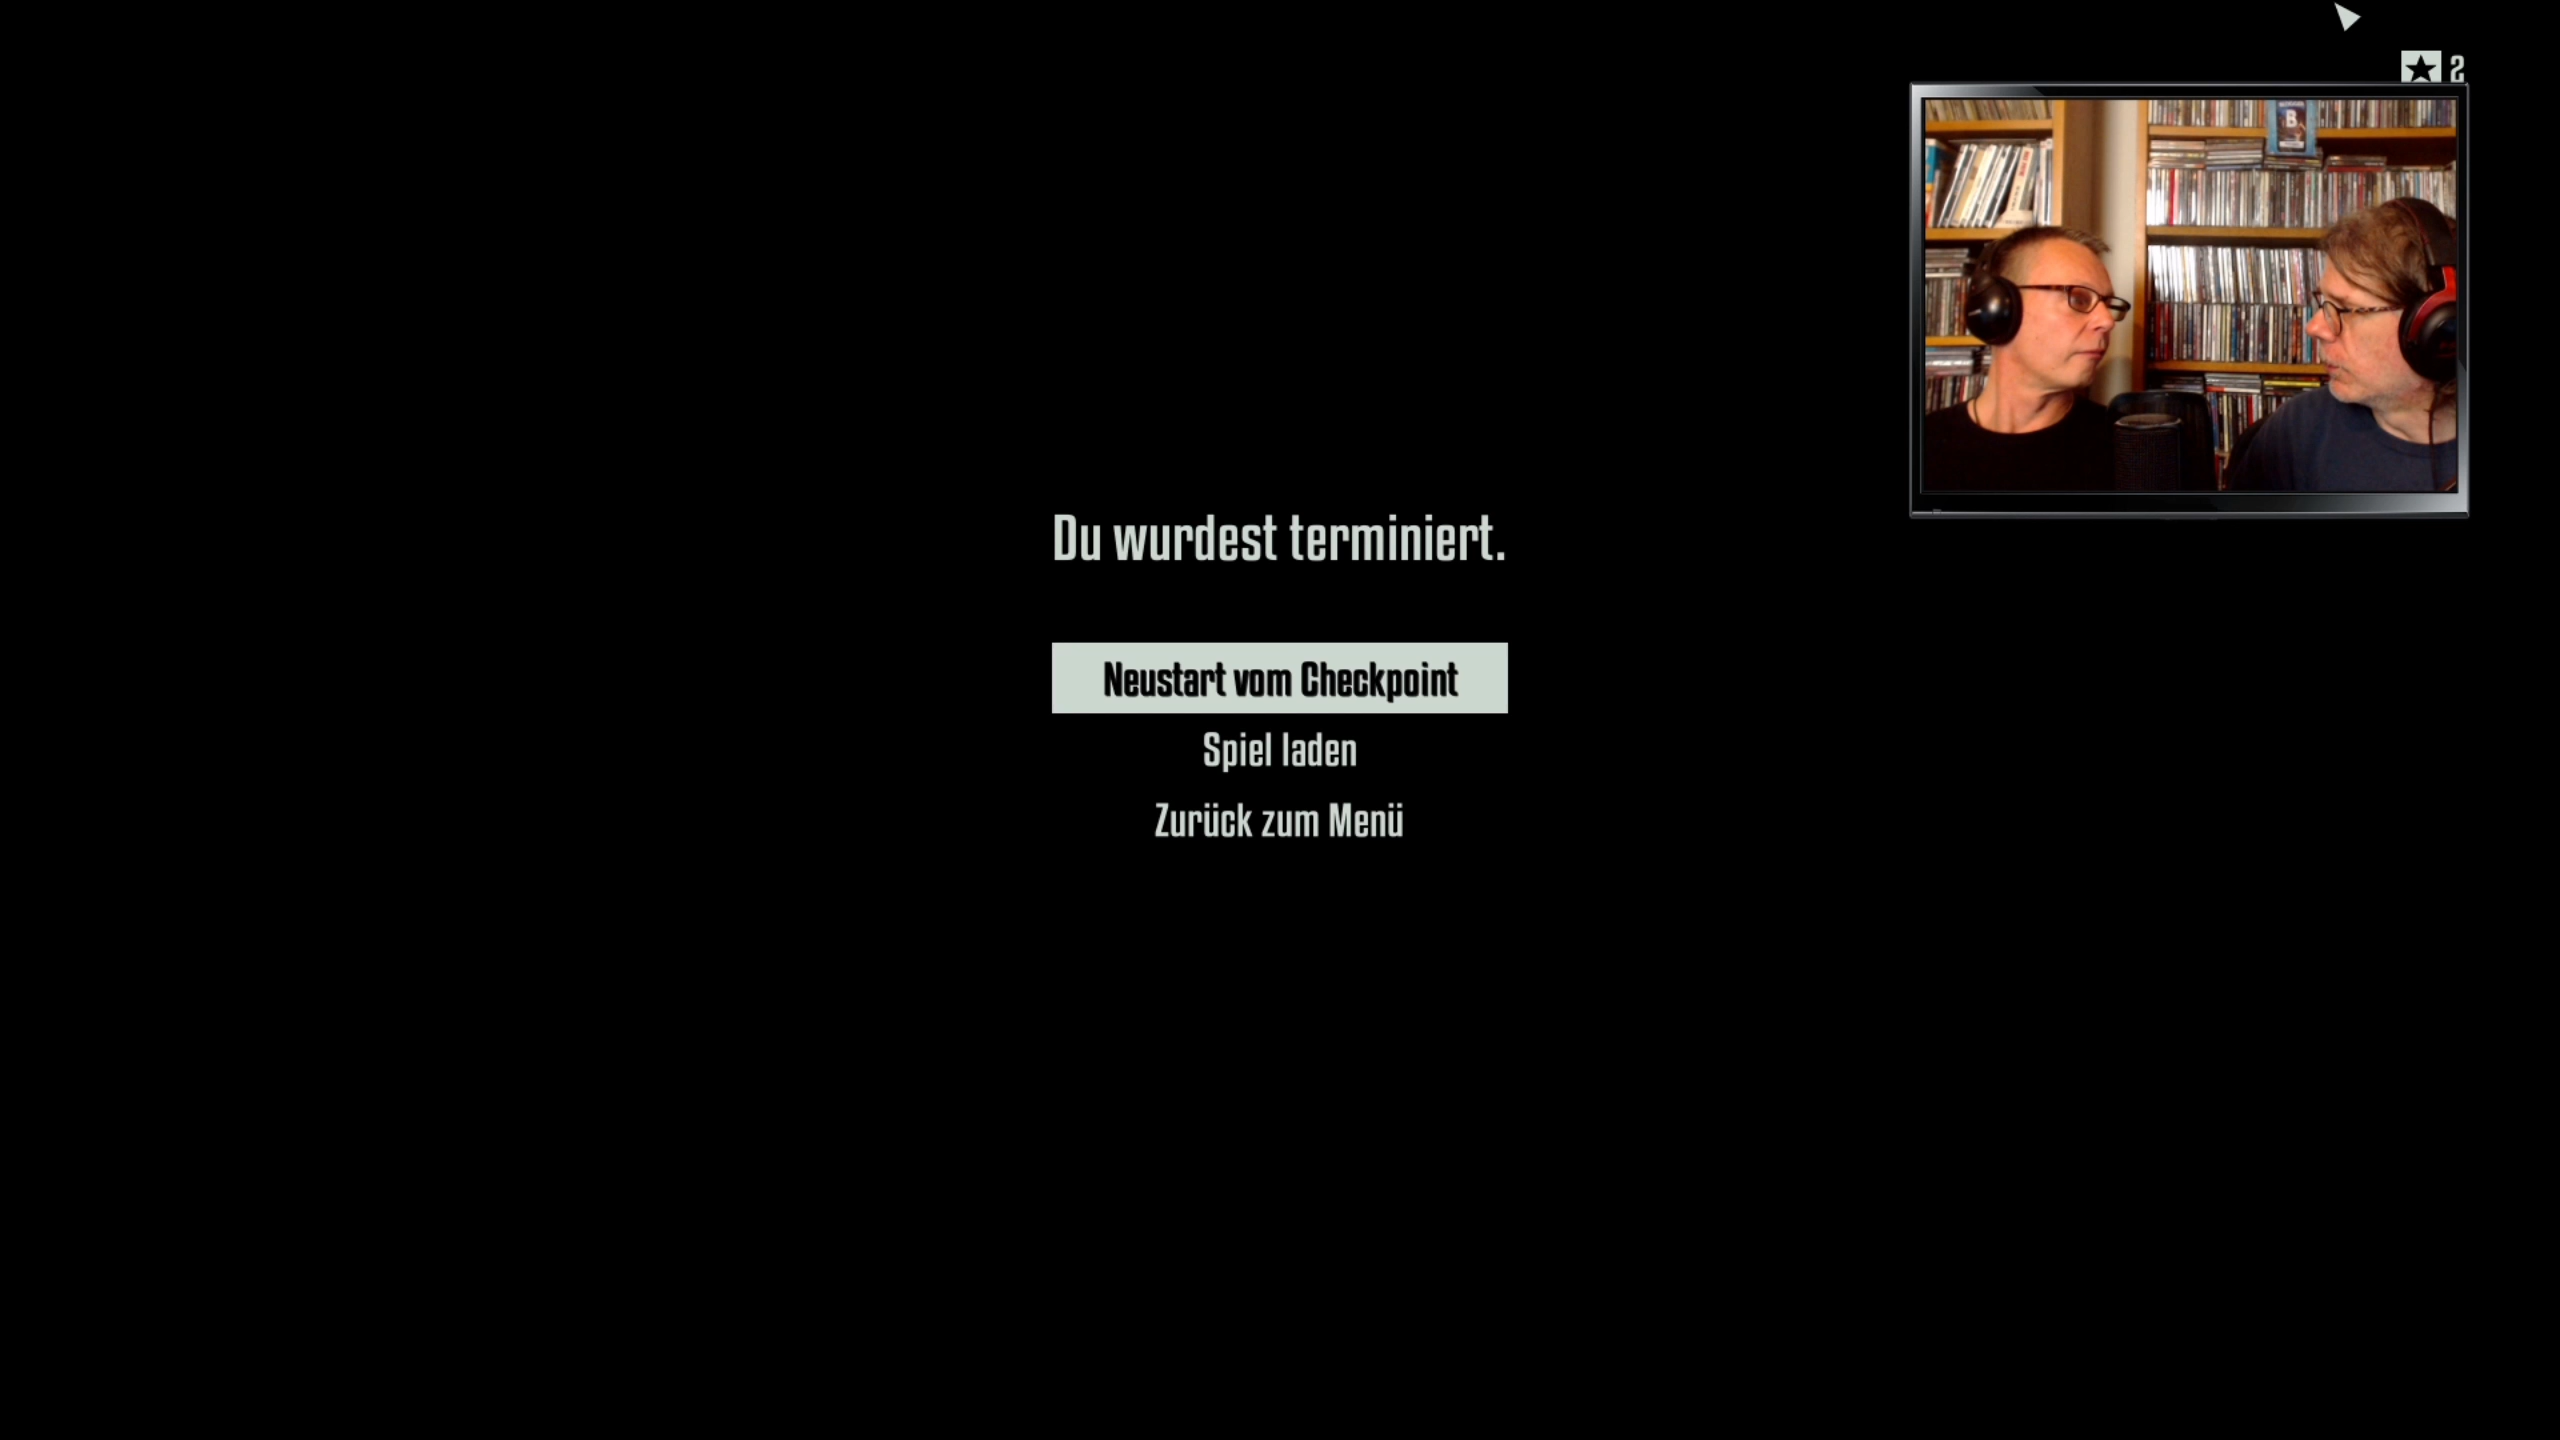 2
B
Du wurdest terminiert.
Neustart vom Checkpoint
Spiel laden
Zurück zum Menü